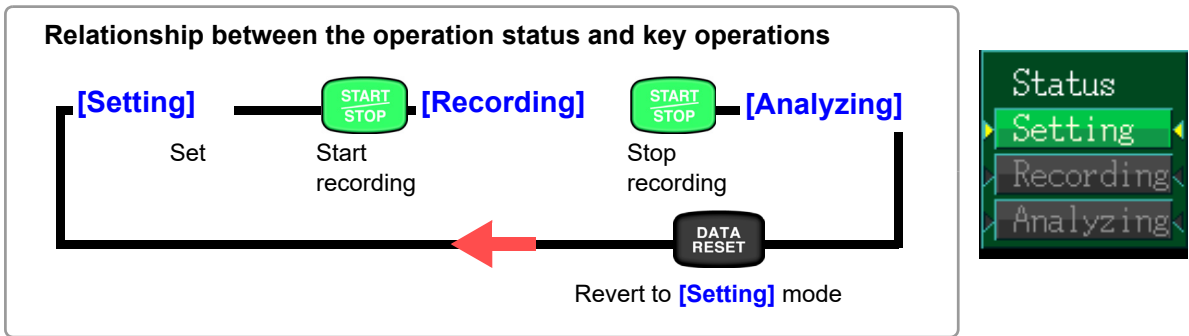 Relationship between the operation status and key operations
[Setting]
START
STOP
[Recording]
START
STOP
[Analyzing]
Set
Start
recording
Stop
recording
DATA
RESET
Revert to [Setting] mode
Status
Setting
Recording
Analyzing